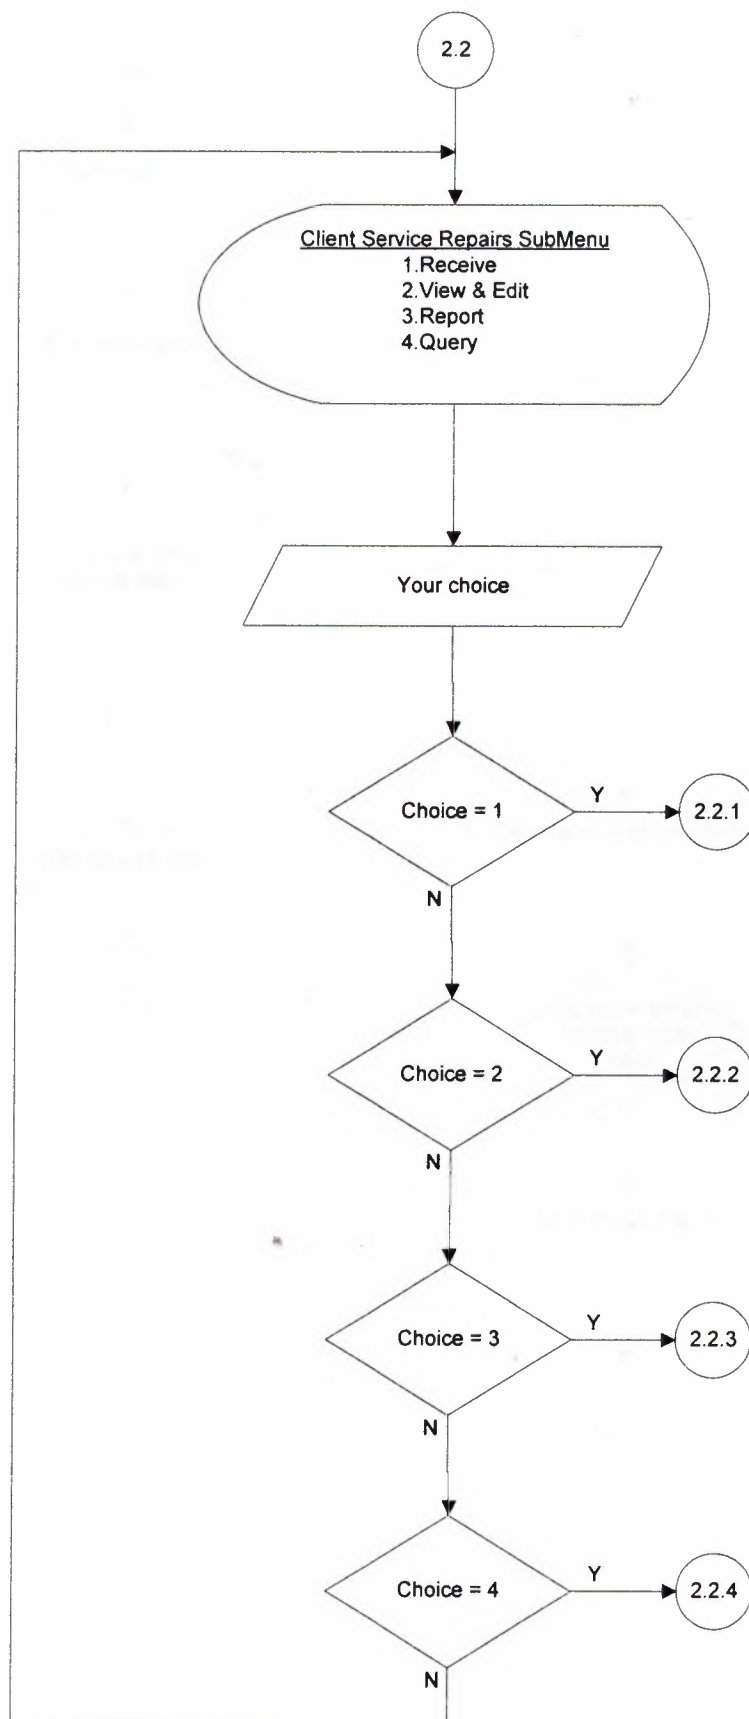 2.2
Client Service Repairs SubMenu
1.Receive
2.View & Edit
3.Report
4.Query
Your choice
Choice = 1
Y
2.2.1
N
Choice = 2
Y
2.2.2
N
Choice = 3
Y
2.2.3
N
Choice = 4
Y
2.2.4
N